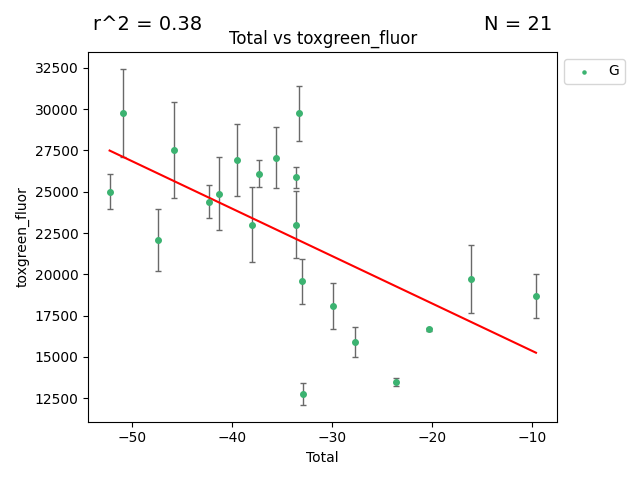 r^2 = 0.38
N = 21
Total vs toxgreen_fluor
G
32500
30000
27500
25000
22500
20000
17500
15000
12500
toxgreen_fluor
−50
−40
−30
−20
−10
Total